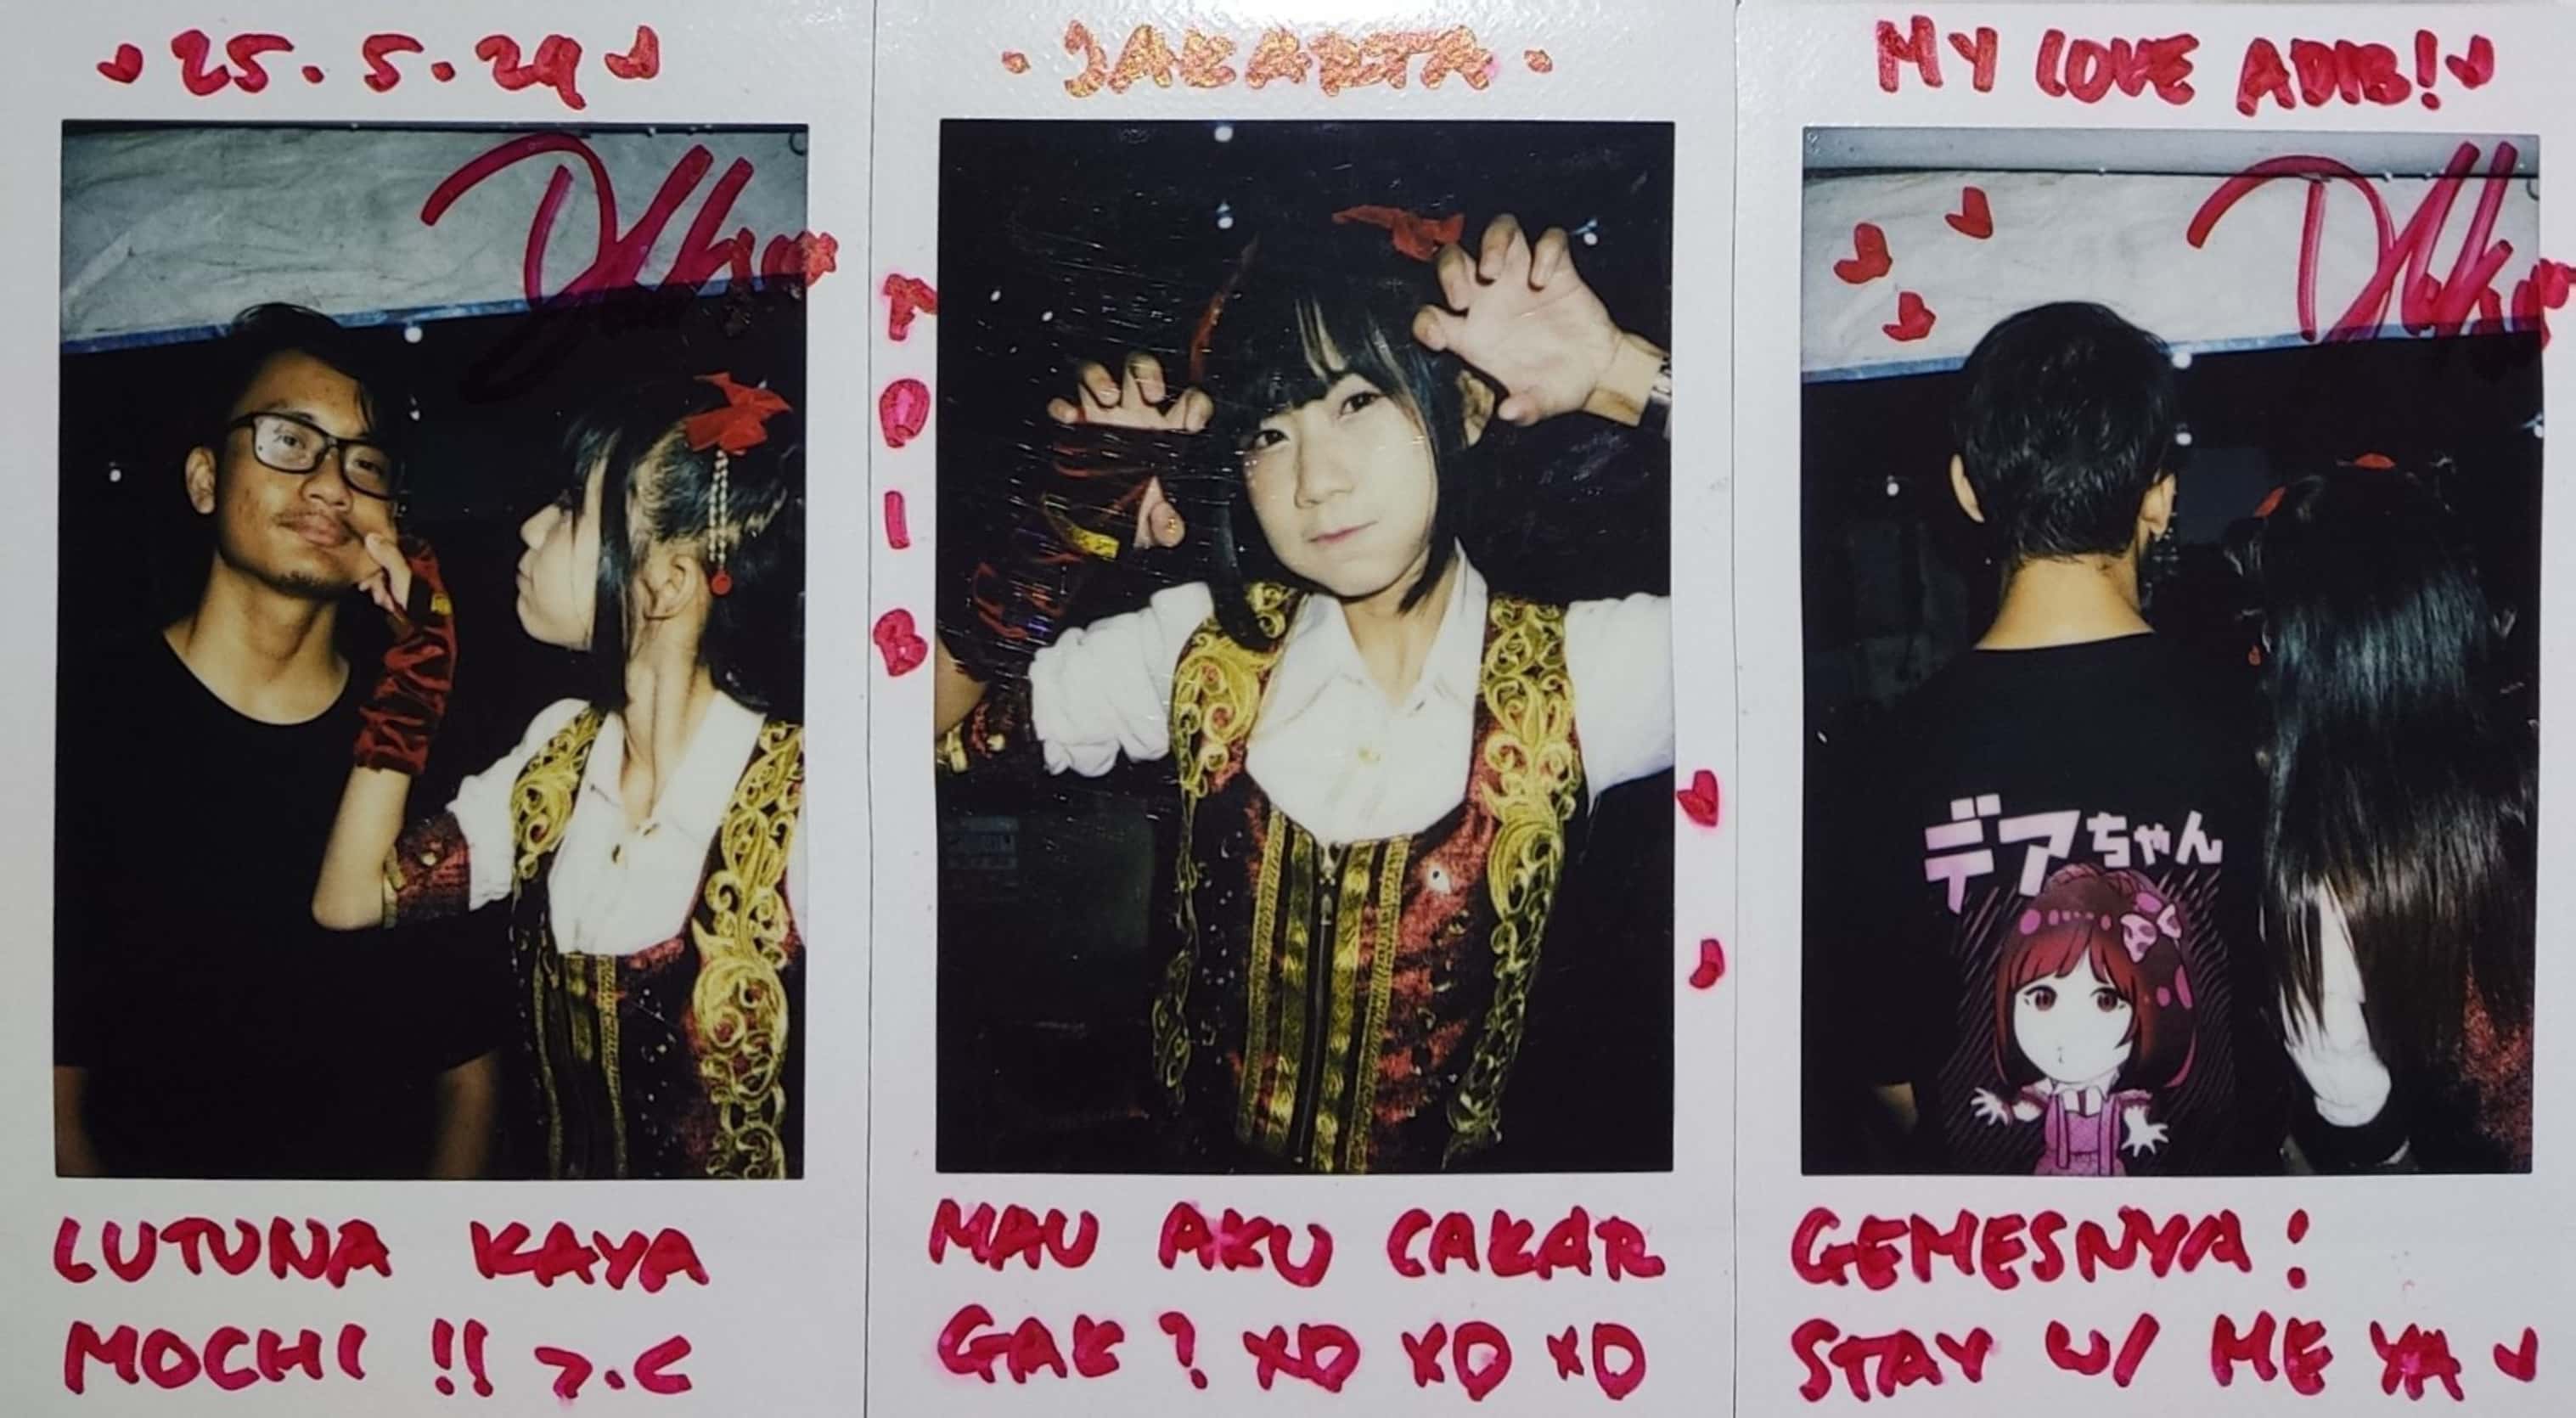 25.5.24
LUTUNA KAYA
MOCHI !! >.<
JAKARTA
ADIB
MAU AKU CAKAR
GAK? XD XD XD
MY LOVE ADIB!
デアちゃん
GEMESNYA!
STAY W/ ME YA